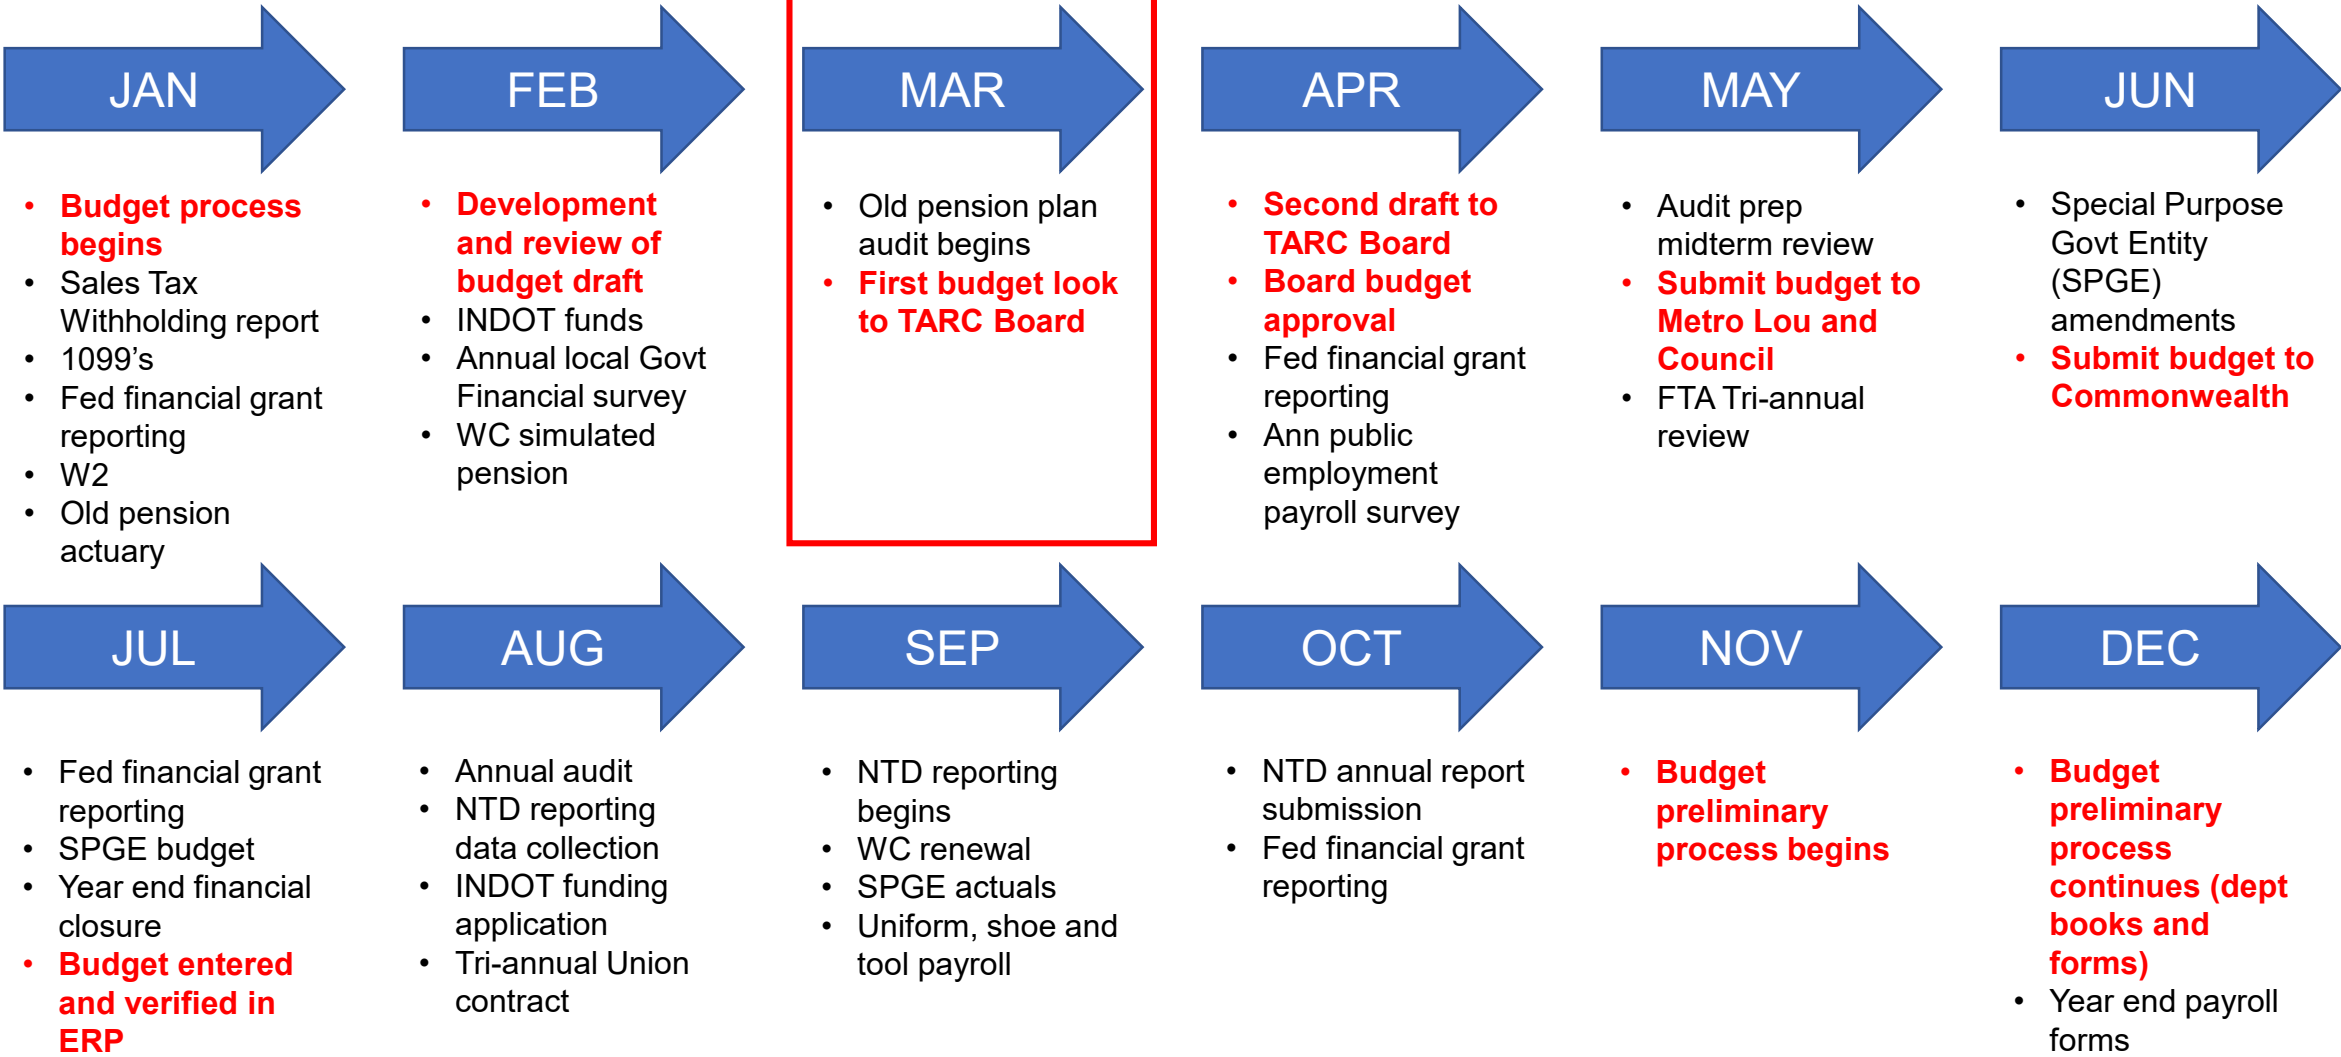 JAN
• Budget process
begins
• Sales Tax
Withholding report
• 1099’s
• Fed financial grant
reporting
• W2
• Old pension
actuary
FEB
• Development
and review of
budget draft
• INDOT funds
• Annual local Govt
Financial survey
• WC simulated
pension
MAR
• Old pension plan
audit begins
• First budget look
to TARC Board
APR
• Second draft to
TARC Board
• Board budget
approval
• Fed financial grant
reporting
• Ann public
employment
payroll survey
MAY
• Audit prep
midterm review
• Submit budget to
Metro Lou and
Council
• FTA Tri-annual
review
JUN
• Special Purpose
Govt Entity
(SPGE)
amendments
• Submit budget to
Commonwealth
JUL
• Fed financial grant
reporting
• SPGE budget
• Year end financial
closure
• Budget entered
and verified in
ERP
AUG
• Annual audit
• NTD reporting
data collection
• INDOT funding
application
• Tri-annual Union
contract
SEP
• NTD reporting
begins
• WC renewal
• SPGE actuals
• Uniform, shoe and
tool payroll
OCT
• NTD annual report
submission
• Fed financial grant
reporting
NOV
• Budget
preliminary
process begins
DEC
• Budget
preliminary
process
continues (dept
books and
forms)
• Year end payroll
forms